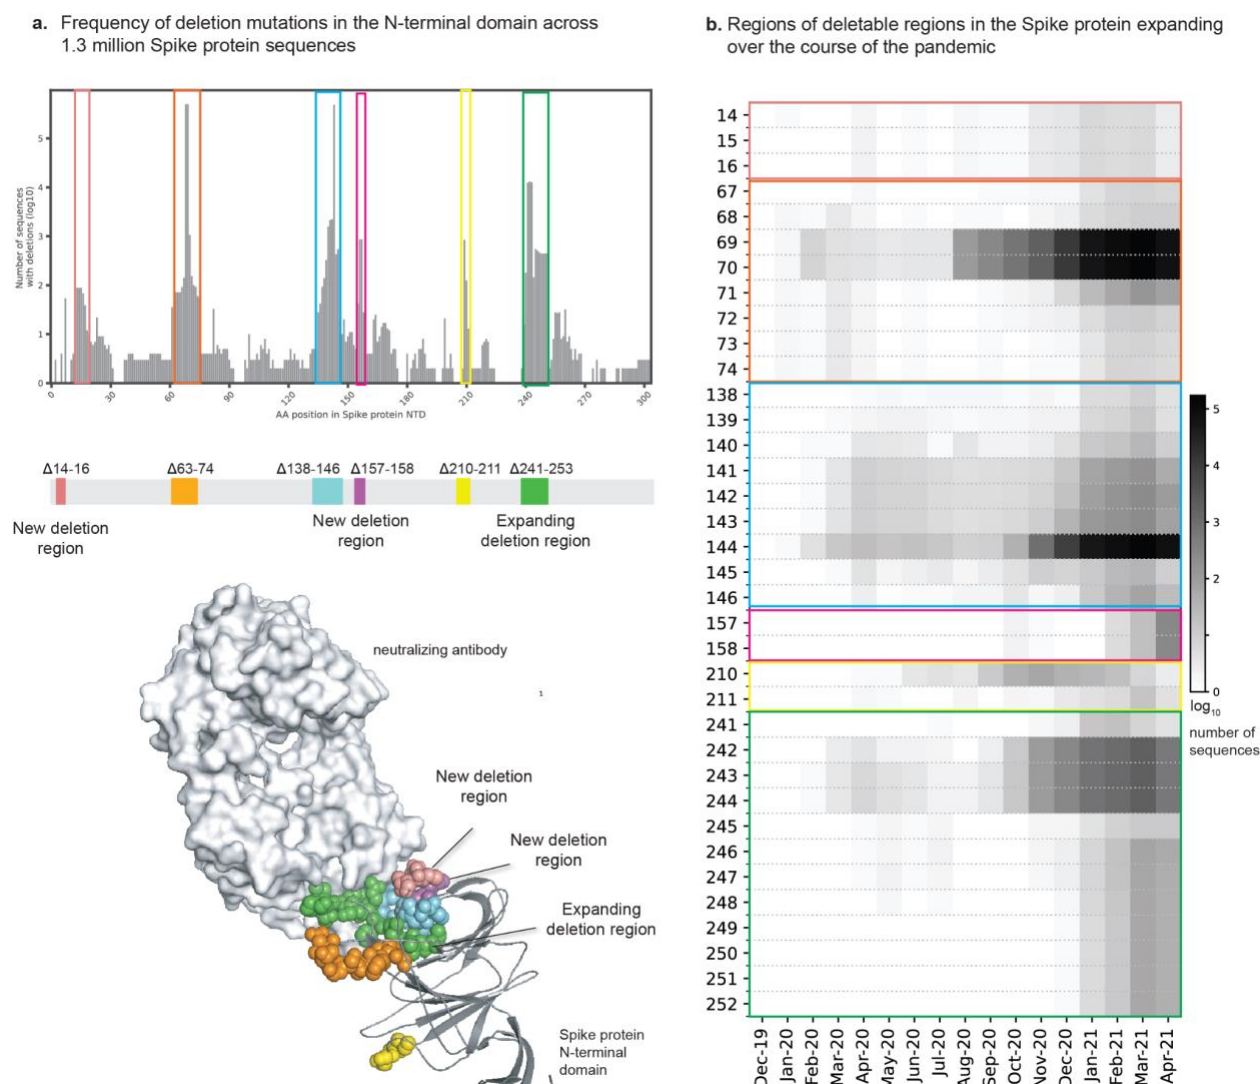 a. Frequency of deletion mutations in the N-terminal domain across
1.3 million Spike protein sequences
Number of sequences
with deletions (log10)
5
4
3
2
1
0
0 30 60 90 120 150 180 210 240 270 300
AA position in Spike protein NTD
Δ14-16 Δ63-74 Δ138-146 Δ157-158 Δ210-211 Δ241-253
New deletion
region
New deletion
region
Expanding
deletion region
neutralizing antibody
1
New deletion
region
New deletion
region
Expanding
deletion region
Spike protein
N-terminal
domain
b. Regions of deletable regions in the Spike protein expanding
over the course of the pandemic
14
15
16
67
68
69
70
71
72
73
74
138
139
140
141
142
143
144
145
146
157
158
210
211
241
242
243
244
245
246
247
248
249
250
251
252
Dec-19 Jan-20 Feb-20 Mar-20 Apr-20 May-20 Jun-20 Jul-20 Aug-20 Sep-20 Oct-20 Nov-20 Dec-20 Jan-21 Feb-21 Mar-21 Apr-21
5
4
3
2
0
log10
number of
sequences